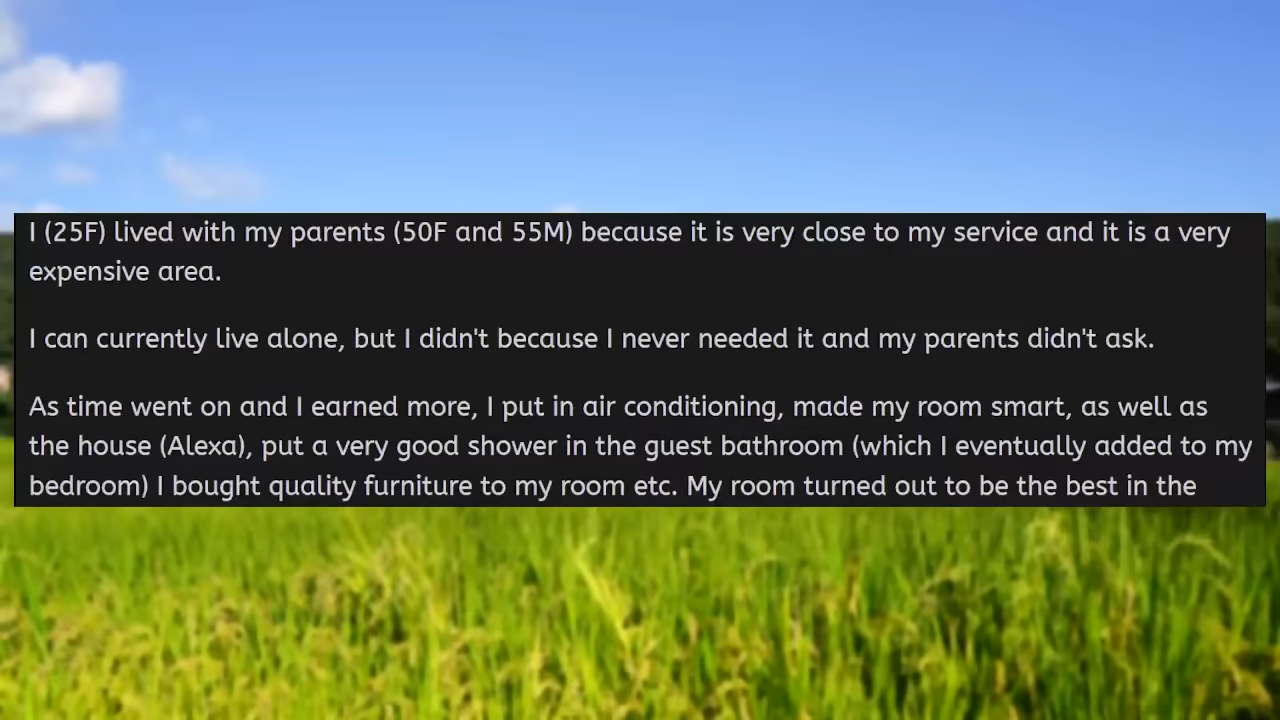 I (25F) lived with my parents (50F and 55M) because it is very close to my service and it is a very
expensive area.
I can currently live alone, but I didn't because I never needed it and my parents didn't ask.
As time went on and I earned more, I put in air conditioning, made my room smart, as well as
the house (Alexa), put a very good shower in the guest bathroom (which I eventually added to my
bedroom) I bought quality furniture to my room etc. My room turned out to be the best in the